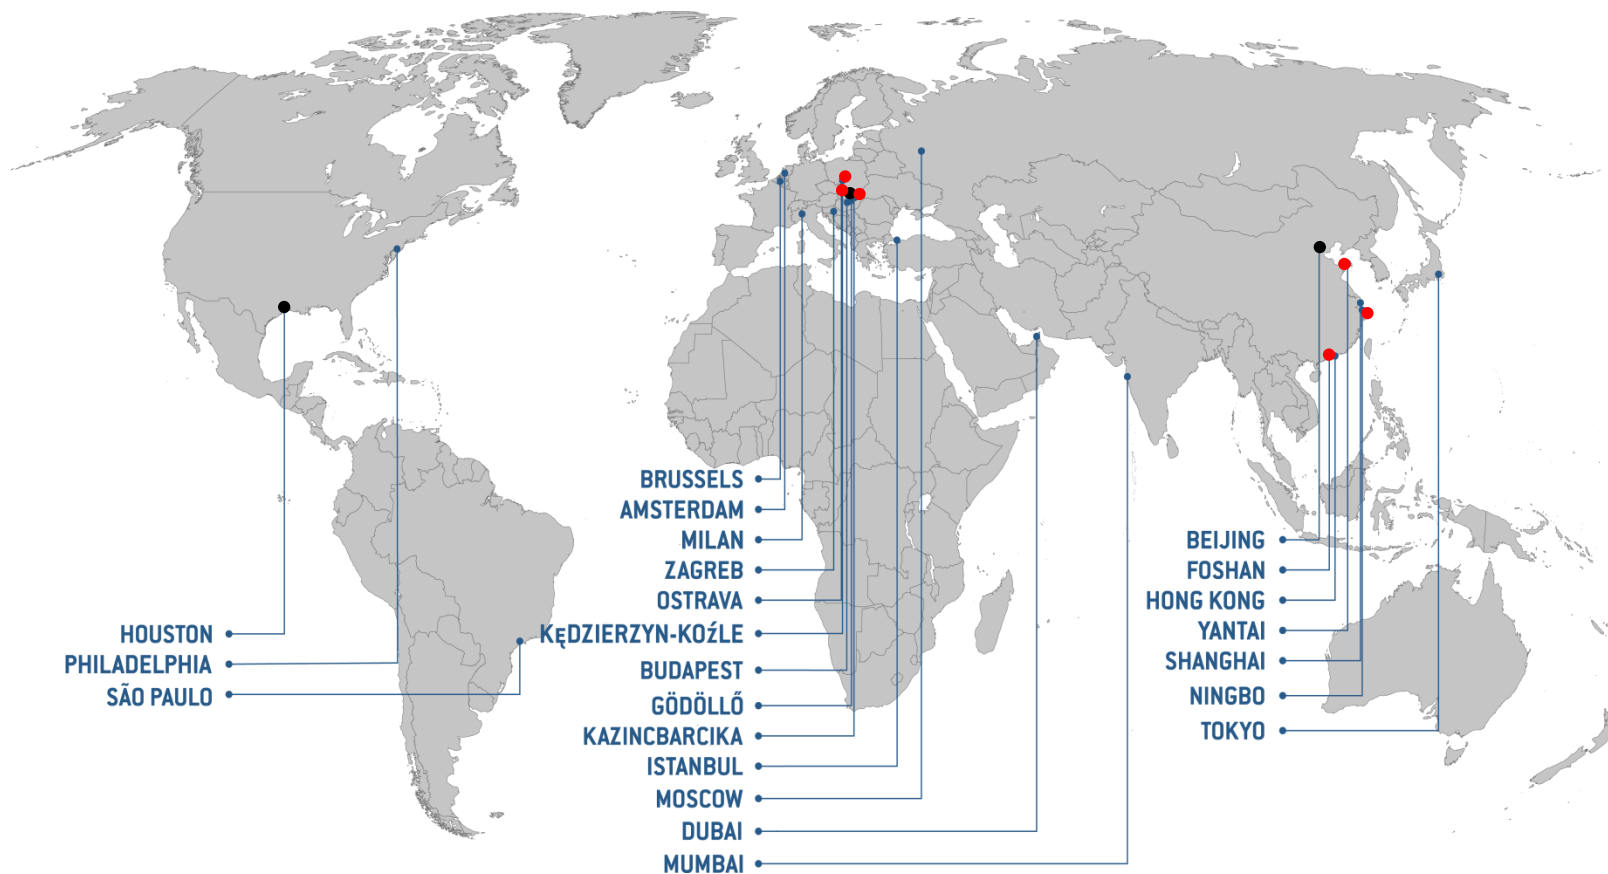 BRUSSELS
AMSTERDAM
MILAN
ZAGREB
OSTRAVA
KĘDZIERZYN-KOźLE
BUDAPEST
GÖDÖLLŐ
KAZINCBARCIKA
ISTANBUL
MOSCOW
DUBAI
MUMBAI
HOUSTON
PHILADELPHIA
SÃO PAULO
BEIJING
FOSHAN
HONG KONG
YANTAI
SHANGHAI
NINGBO
TOKYO